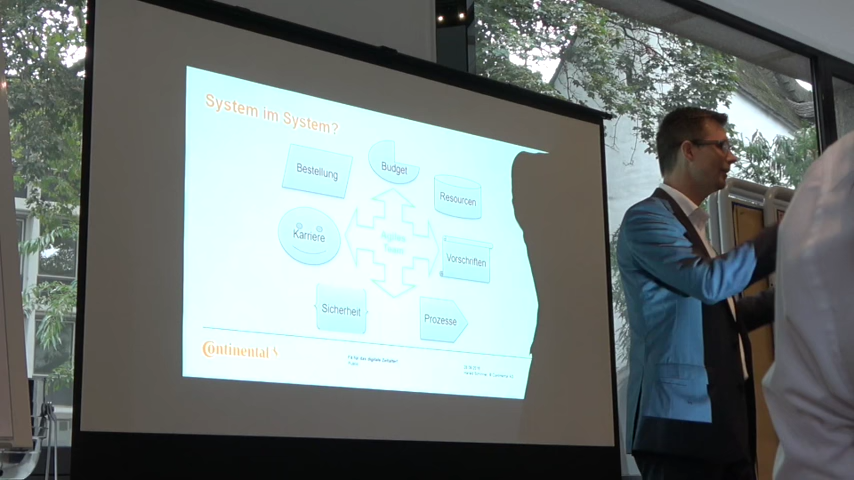 System im System?
Budget
Bestellung
Resourcen
Karriere
Vorschriften
Sicherheit
Prozesse
Continental